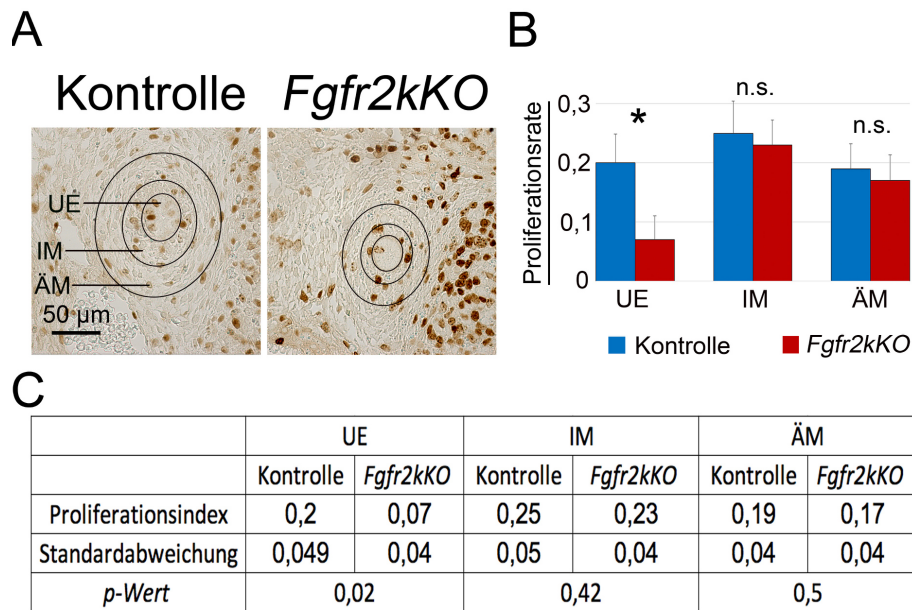 A
Kontrolle Fgfr2kKO
UE
IM
ÄM
50 µm
B
Proliferationsrate
0,3
0,2
0,1
0
*
n.s.
n.s.
UE IM ÄM
Kontrolle Fgfr2kKO
C
UE IM ÄM
Kontrolle Fgfr2kKO Kontrolle Fgfr2kKO Kontrolle Fgfr2kKO
Proliferationsindex 0,2 0,07 0,25 0,23 0,19 0,17
Standardabweichung 0,049 0,04 0,05 0,04 0,04 0,04
p-Wert 0,02 0,42 0,5